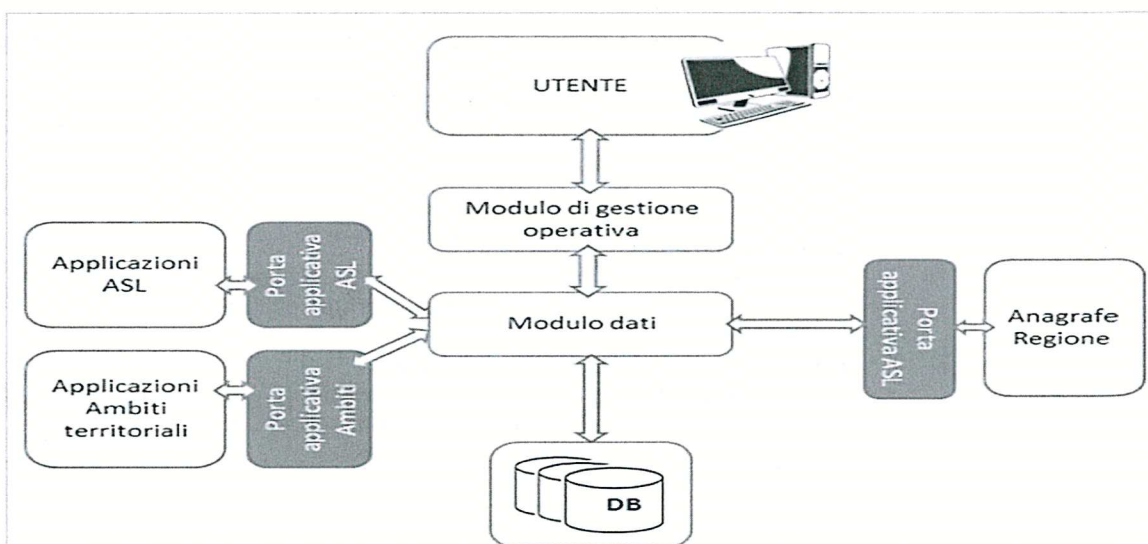 UTENTE
Modulo di gestione
operativa
Applicazioni
ASL
Porta
applicativa
ASL
Modulo dati
Porta
applicativa ASL
Anagrafe
Regione
Applicazioni
Ambiti
territoriali
Porta
applicativa
Ambiti
DB